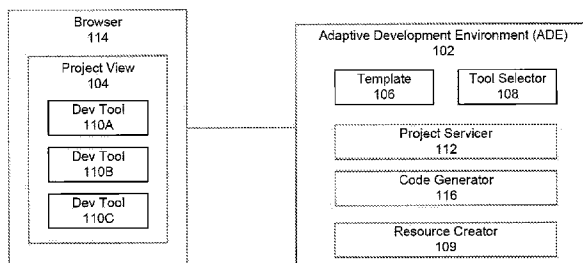 Browser
114
Project View
104
Dev Tool
110A
Dev Tool
110B
Dev Tool
110C
Adaptive Development Environment (ADE)
102
Template
106
Tool Selector
108
Project Servicer
112
Code Generator
116
Resource Creator
109